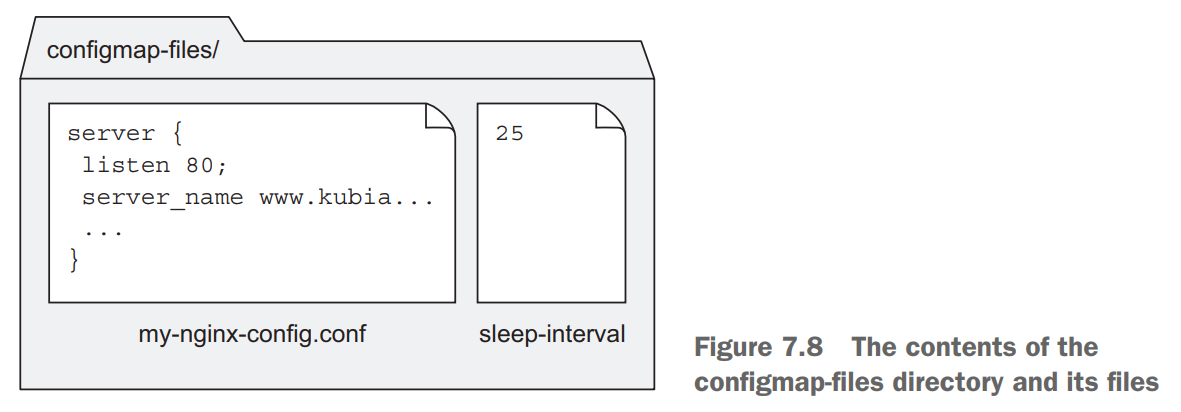 configmap-files/
server {
 listen 80;
 server_name www.kubia...
 ...
}
25
my-nginx-config.conf
sleep-interval
Figure 7.8 The contents of the
configmap-files directory and its files